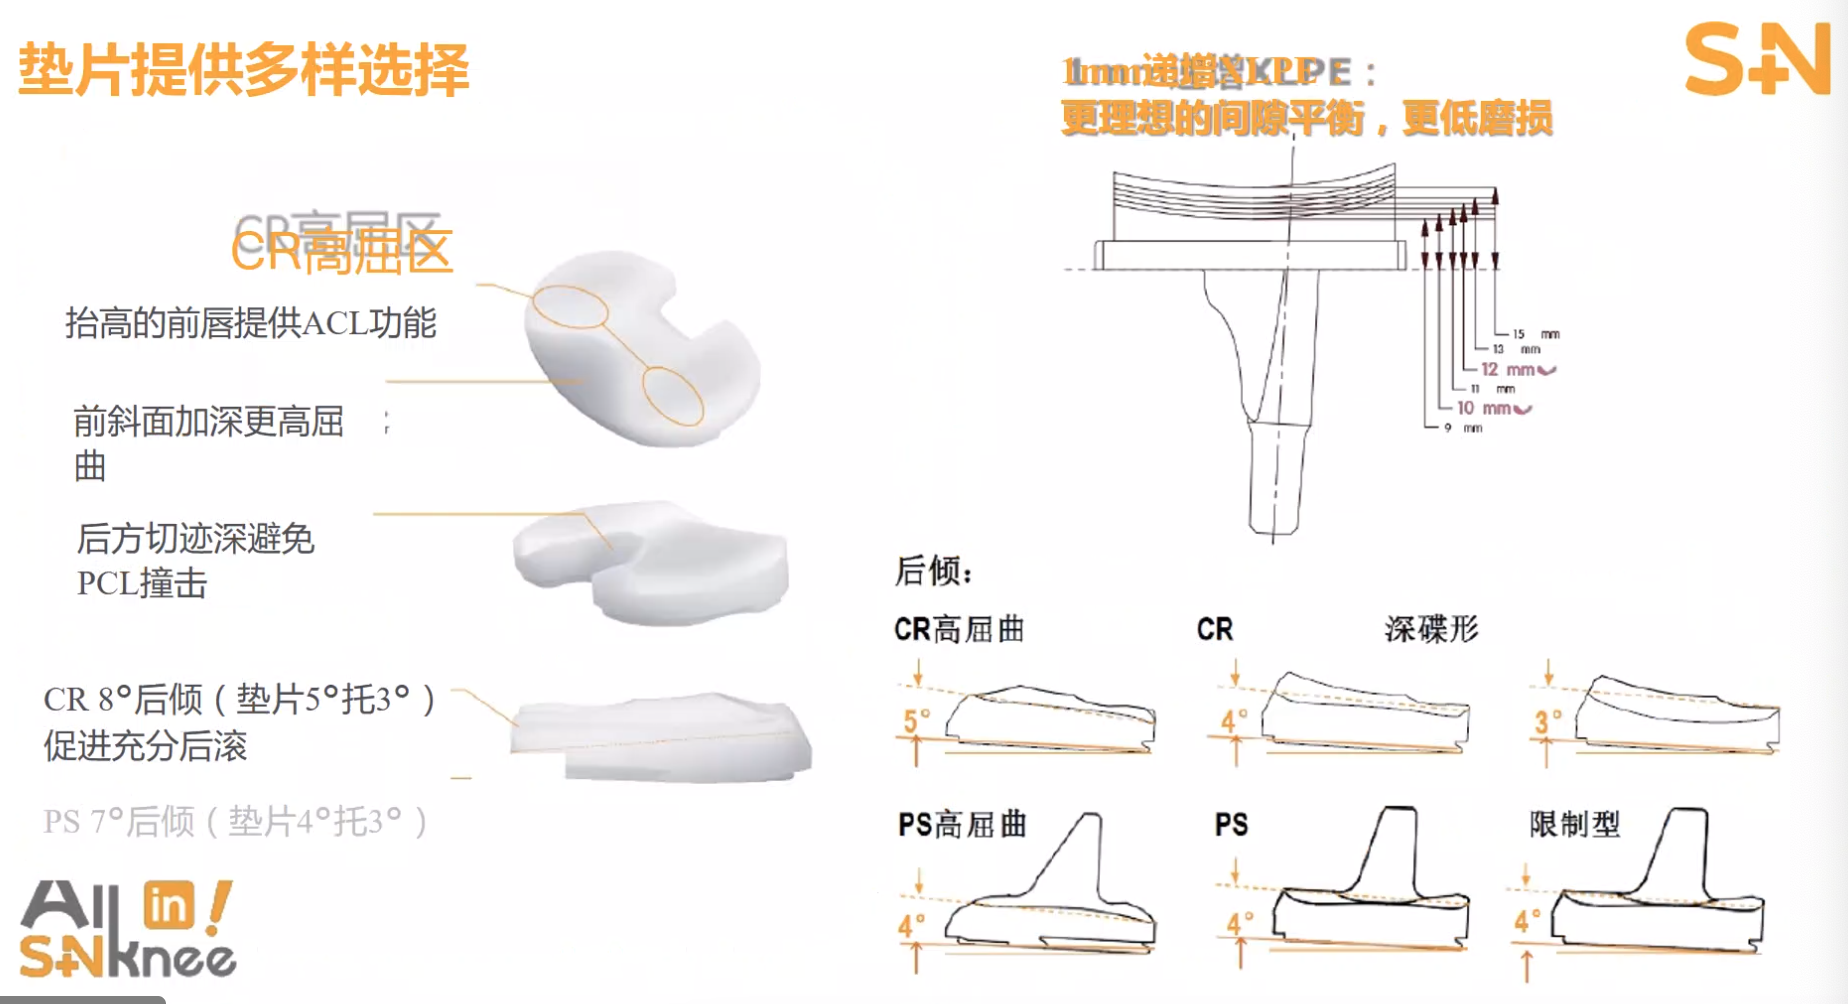 垫片提供多样选择
1mm递增XLPE：
更理想的间隙平衡，更低磨损
S+N
CR高屈区
抬高的前唇提供ACL功能
前斜面加深更高屈
曲
后方切迹深避免
PCL撞击
CR 8°后倾（垫片5°托3°）
促进充分后滚
PS 7°后倾（垫片4°托3°）
All in!
S+N knee
15 mm
13 mm
12 mm
11 mm
10 mm
9 mm
后倾：
CR高屈曲
CR
深碟形
5°
4°
3°
PS高屈曲
PS
限制型
4°
4°
4°